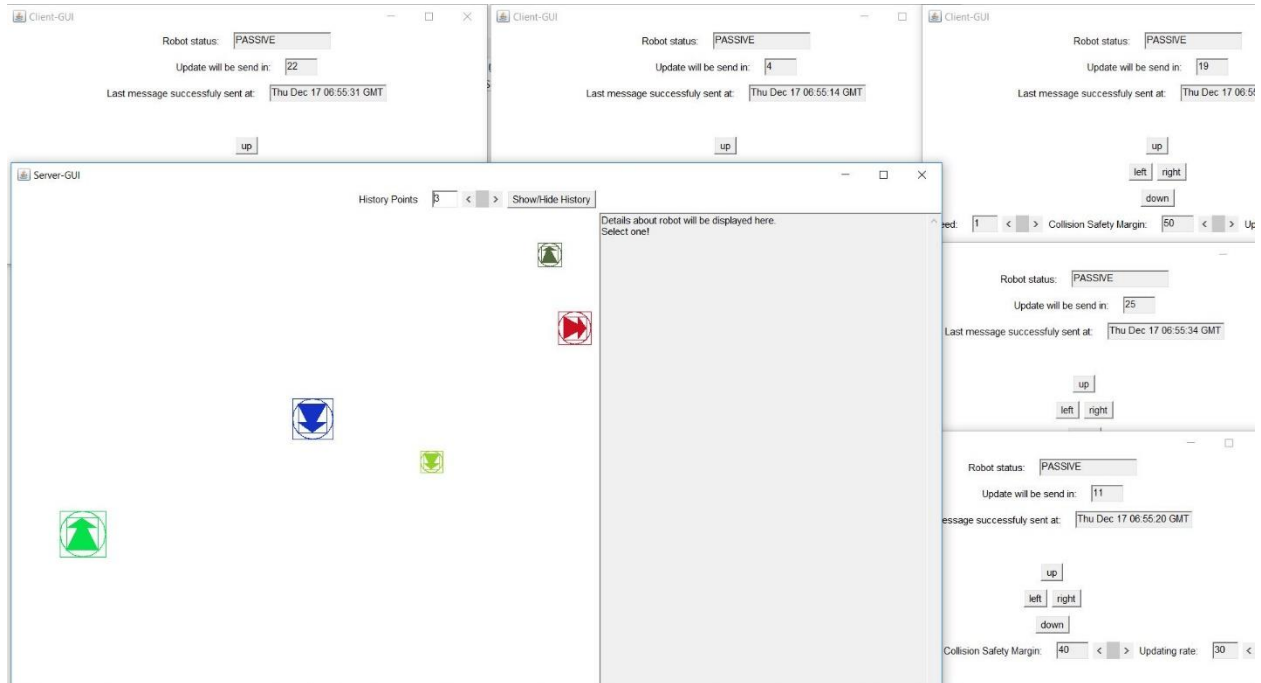 Client-GUI
Robot status: PASSIVE
Update will be send in: 22
Last message successfuly sent at: Thu Dec 17 06:55:31 GMT
up
Client-GUI
Robot status: PASSIVE
Update will be send in: 4
Last message successfuly sent at: Thu Dec 17 06:55:14 GMT
up
Client-GUI
Robot status: PASSIVE
Update will be send in: 19
Last message successfuly sent at: Thu Dec 17 06:55
up
left right
down
eed: 1 < > Collision Safety Margin: 50 < > Up
Server-GUI
History Points 3 < > Show/Hide History
Details about robot will be displayed here.
Select one!
Robot status: PASSIVE
Update will be send in: 25
Last message successfuly sent at: Thu Dec 17 06:55:34 GMT
up
left right
Robot status: PASSIVE
Update will be send in: 11
essage successfuly sent at: Thu Dec 17 06:55:20 GMT
up
left right
down
Collision Safety Margin: 40 < > Updating rate: 30 <